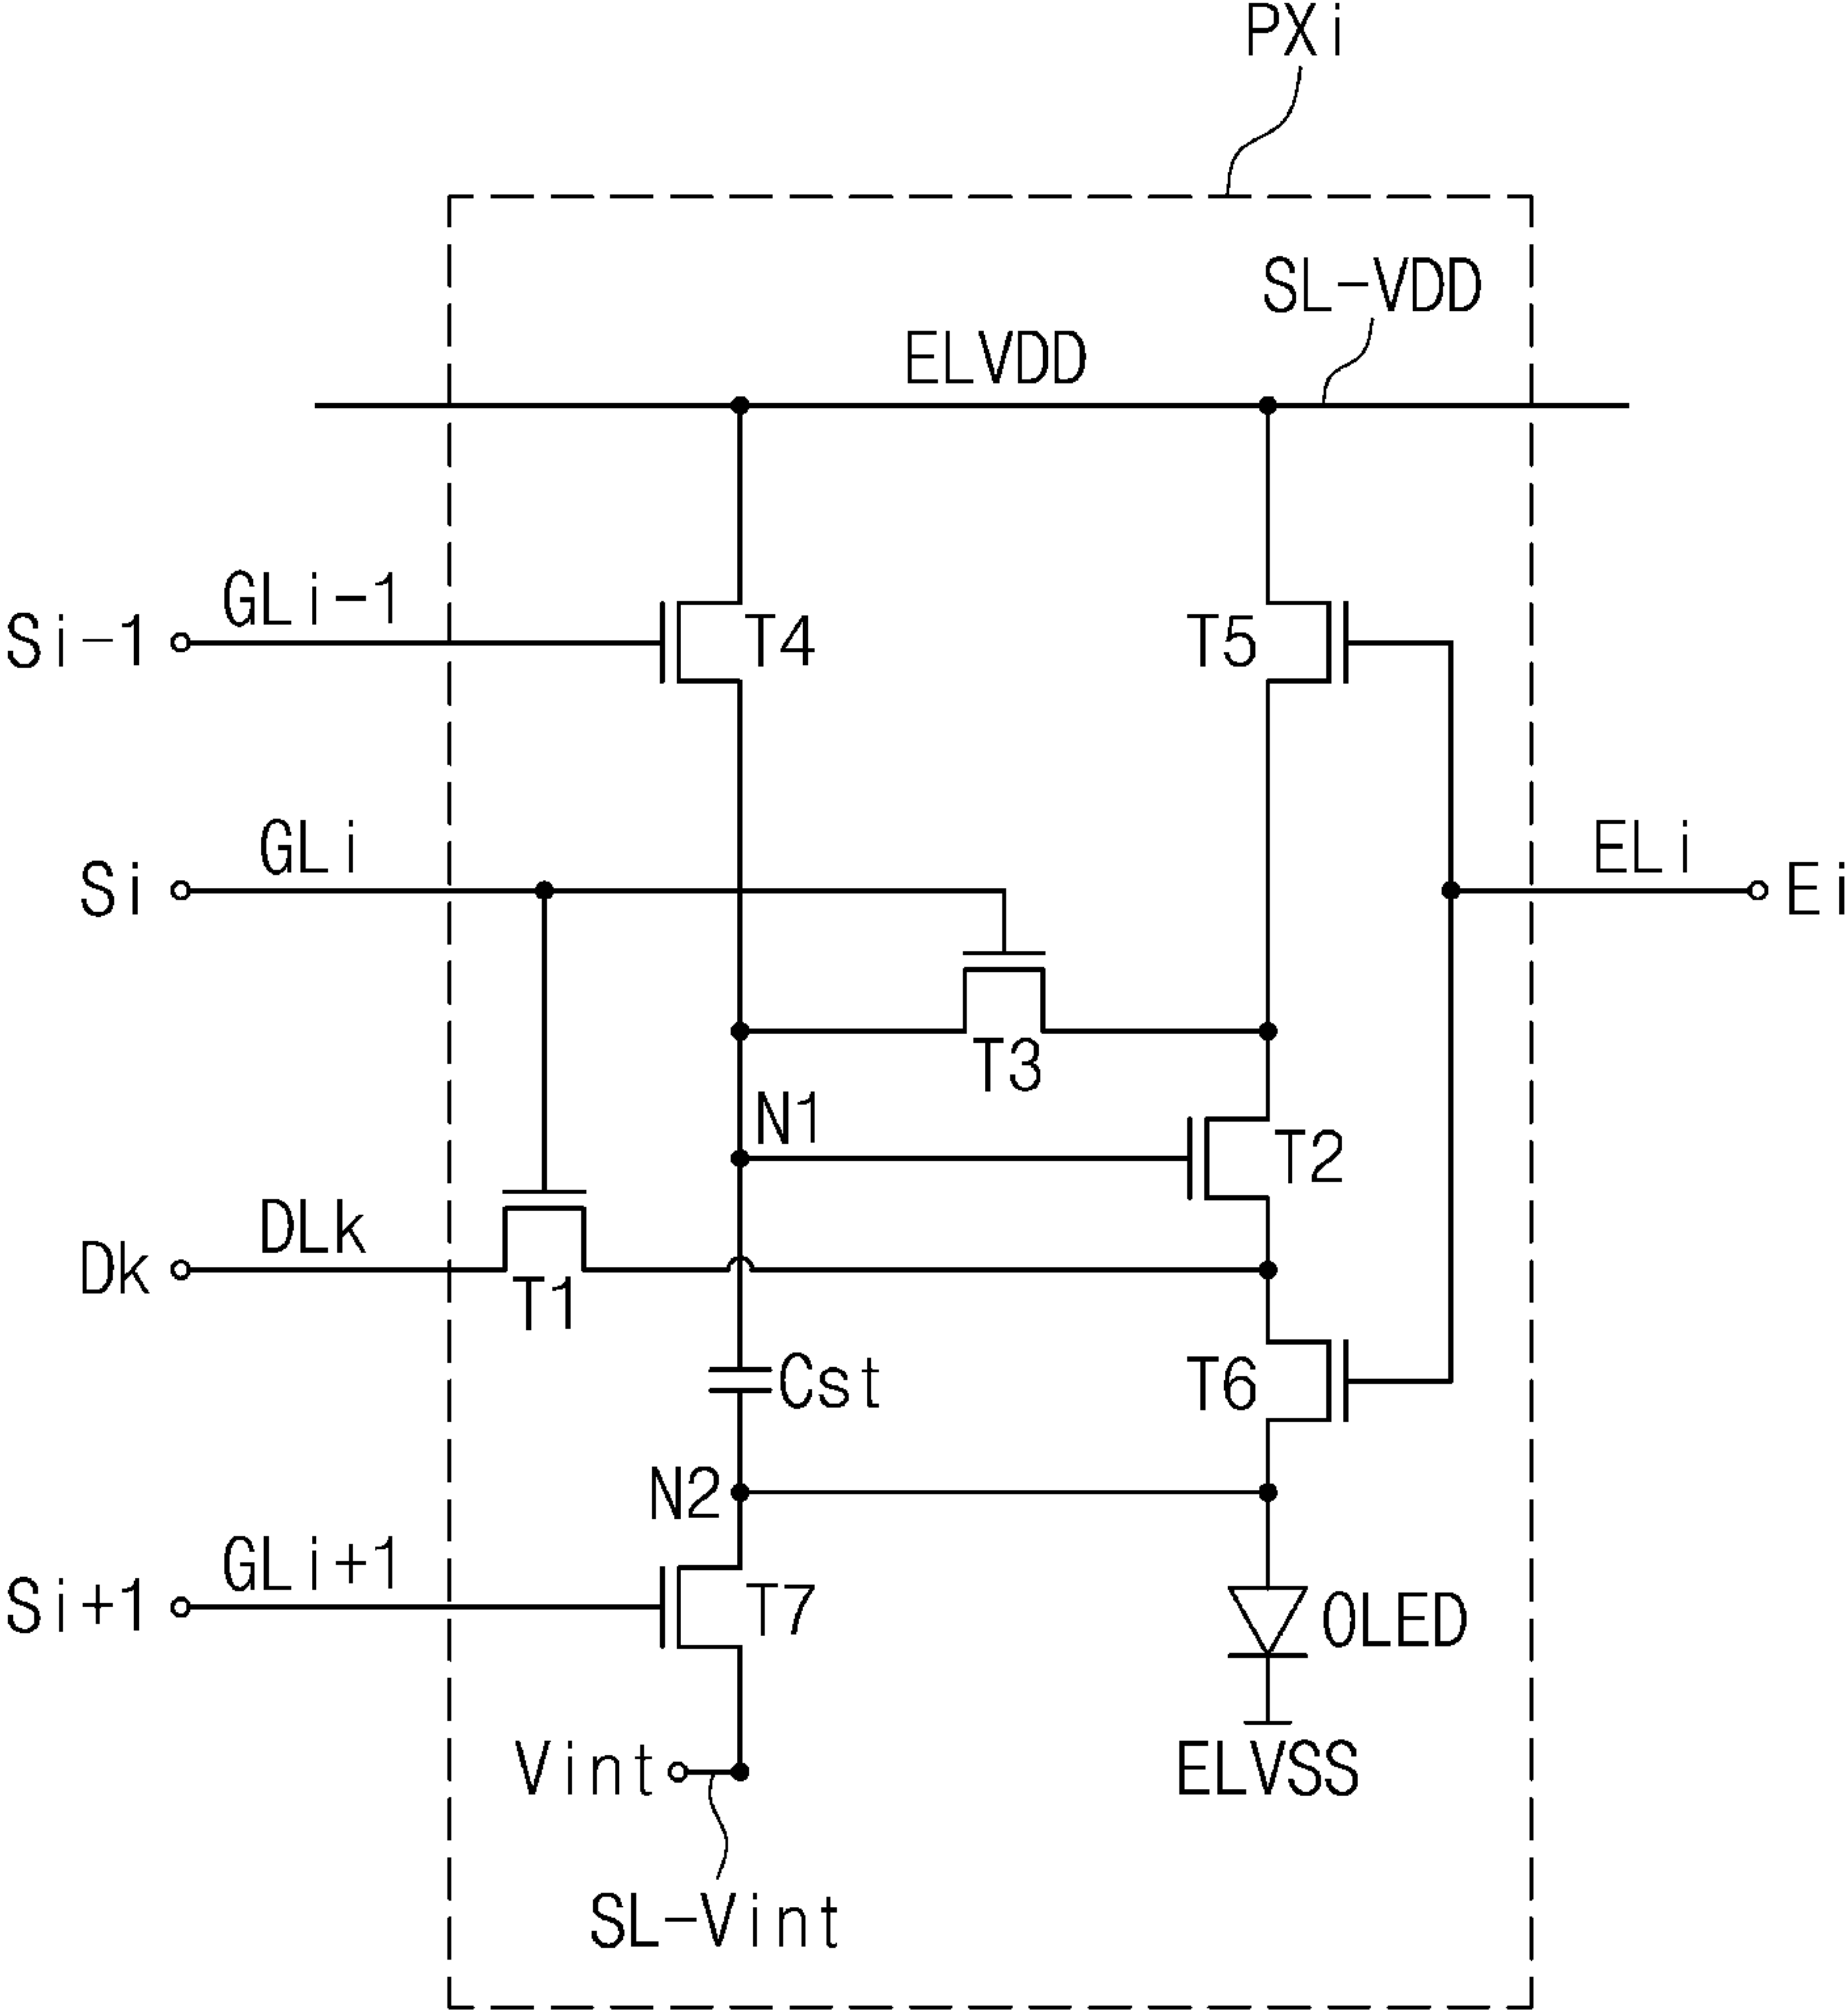 PXi
SL-VDD
ELVDD
GLi-1
Si-1
T4
T5
GLi
Si
ELi
Ei
T3
N1
T2
DLk
Dk
T1
Cst
T6
N2
GLi+1
Si+1
T7
OLED
Vint
ELVSS
SL-Vint